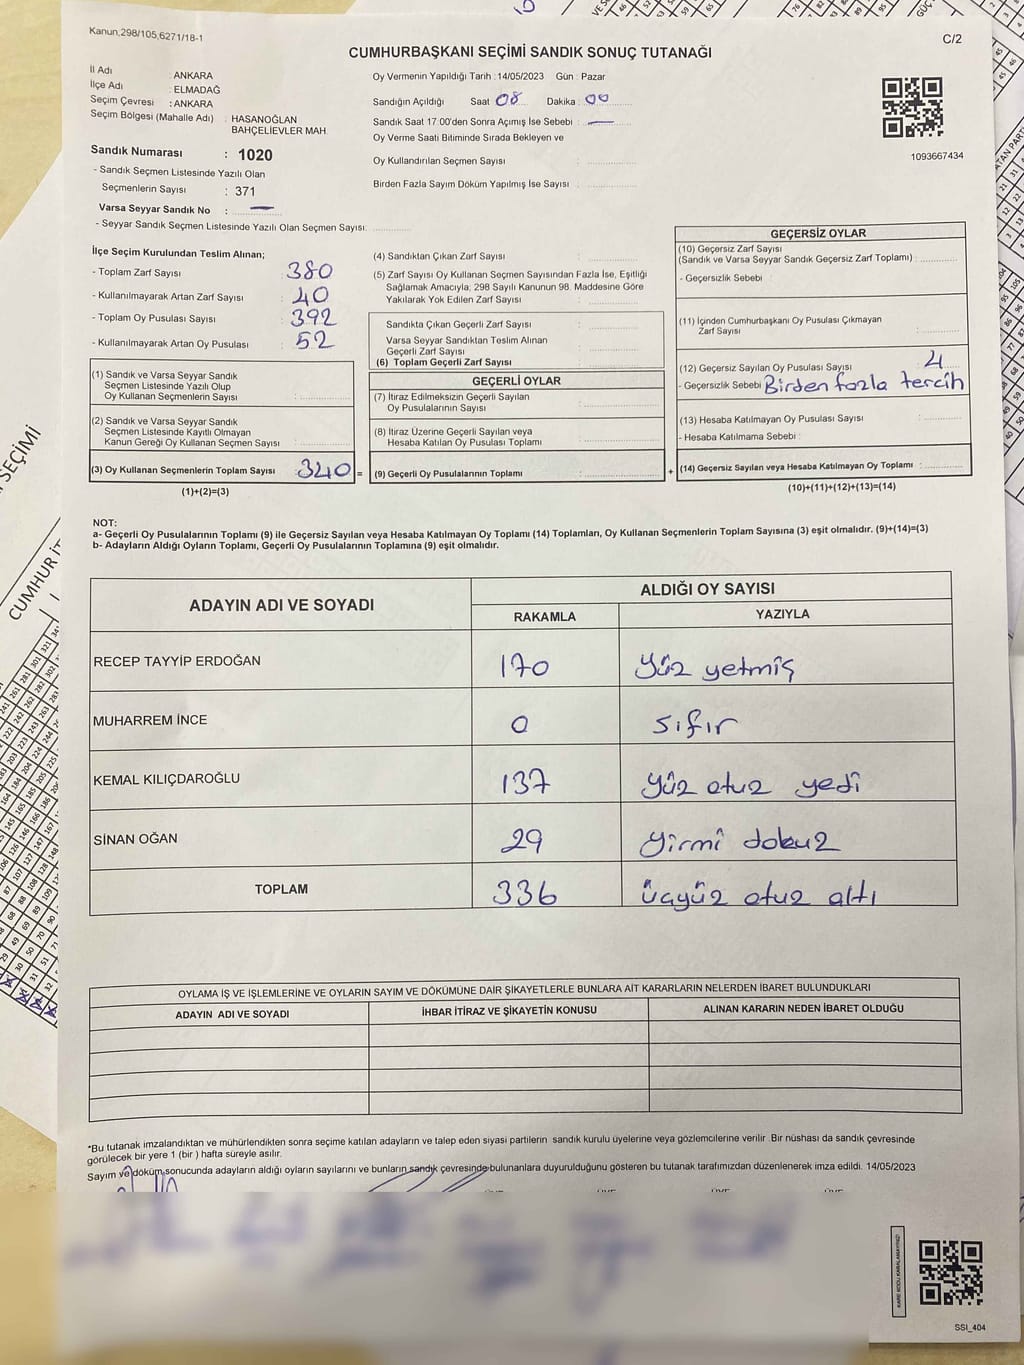 Kanun,298/105,6271/18-1
C/2
CUMHURBAŞKANI SEÇİMİ SANDIK SONUÇ TUTANAĞI
İl Adı : ANKARA
İlçe Adı : ELMADAĞ
Seçim Çevresi : ANKARA
Seçim Bölgesi (Mahalle Adı) : HASANOĞLAN
BAHÇELİEVLER MAH.
Sandık Numarası : 1020
- Sandık Seçmen Listesinde Yazılı Olan
Seçmenlerin Sayısı : 371
Varsa Seyyar Sandık No : —
- Seyyar Sandık Seçmen Listesinde Yazılı Olan Seçmen Sayısı:
Oy Vermenin Yapıldığı Tarih :14/05/2023 Gün : Pazar
Sandığın Açıldığı Saat 08 Dakika : 00
Sandık Saat 17:00'den Sonra Açımış İse Sebebi : —
Oy Verme Saati Bitiminde Sırada Bekleyen ve
Oy Kullandırılan Seçmen Sayısı :
Birden Fazla Sayım Döküm Yapılmış İse Sayısı :
1093667434
İlçe Seçim Kurulundan Teslim Alınan;
- Toplam Zarf Sayısı : 380
- Kullanılmayarak Artan Zarf Sayısı : 40
- Toplam Oy Pusulası Sayısı : 392
- Kullanılmayarak Artan Oy Pusulası : 52
(1) Sandık ve Varsa Seyyar Sandık
Seçmen Listesinde Yazılı Olup
Oy Kullanan Seçmenlerin Sayısı :
(2) Sandık ve Varsa Seyyar Sandık
Seçmen Listesinde Kayıtlı Olmayan
Kanun Gereği Oy Kullanan Seçmen Sayısı :
(3) Oy Kullanan Seçmenlerin Toplam Sayısı : 340 =
(1)+(2)=(3)
(4) Sandıktan Çıkan Zarf Sayısı :
(5) Zarf Sayısı Oy Kullanan Seçmen Sayısından Fazla İse, Eşitliği
Sağlamak Amacıyla; 298 Sayılı Kanunun 98. Maddesine Göre
Yakılarak Yok Edilen Zarf Sayısı :
Sandıkta Çıkan Geçerli Zarf Sayısı :
Varsa Seyyar Sandıktan Teslim Alınan
Geçerli Zarf Sayısı :
(6) Toplam Geçerli Zarf Sayısı :
GEÇERLİ OYLAR
(7) İtiraz Edilmeksizin Geçerli Sayılan
Oy Pusulalarının Sayısı :
(8) İtiraz Üzerine Geçerli Sayılan veya
Hesaba Katılan Oy Pusulası Toplamı :
(9) Geçerli Oy Pusulalarının Toplamı : +
GEÇERSİZ OYLAR
(10) Geçersiz Zarf Sayısı
(Sandık ve Varsa Seyyar Sandık Geçersiz Zarf Toplamı) :
- Geçersizlik Sebebi :
(11) İçinden Cumhurbaşkanı Oy Pusulası Çıkmayan
Zarf Sayısı :
(12) Geçersiz Sayılan Oy Pusulası Sayısı : 4
- Geçersizlik Sebebi : Birden fazla tercih
(13) Hesaba Katılmayan Oy Pusulası Sayısı :
- Hesaba Katılmama Sebebi :
(14) Geçersiz Sayılan veya Hesaba Katılmayan Oy Toplamı :
(10)+(11)+(12)+(13)=(14)
NOT:
a- Geçerli Oy Pusulalarının Toplamı (9) ile Geçersiz Sayılan veya Hesaba Katılmayan Oy Toplamı (14) Toplamları, Oy Kullanan Seçmenlerin Toplam Sayısına (3) eşit olmalıdır. (9)+(14)=(3)
b- Adayların Aldığı Oyların Toplamı, Geçerli Oy Pusulalarının Toplamına (9) eşit olmalıdır.
ADAYIN ADI VE SOYADI
ALDIĞI OY SAYISI
RAKAMLA YAZIYLA
RECEP TAYYİP ERDOĞAN 170 Yüz yetmiş
MUHARREM İNCE 0 sıfır
KEMAL KILIÇDAROĞLU 137 Yüz otuz yedi
SİNAN OĞAN 29 Yirmi dokuz
TOPLAM 336 üçyüz otuz altı
OYLAMA İŞ VE İŞLEMLERİNE VE OYLARIN SAYIM VE DÖKÜMÜNE DAİR ŞİKAYETLERLE BUNLARA AİT KARARLARIN NELERDEN İBARET BULUNDUKLARI
ADAYIN ADI VE SOYADI İHBAR İTİRAZ VE ŞİKAYETİN KONUSU ALINAN KARARIN NEDEN İBARET OLDUĞU
*Bu tutanak imzalandıktan ve mühürlendikten sonra seçime katılan adayların ve talep eden siyasi partilerin sandık kurulu üyelerine veya gözlemcilerine verilir. Bir nüshası da sandık çevresinde
görülecek bir yere 1 (bir ) hafta süreyle asılır.
Sayım ve döküm sonucunda adayların aldığı oyların sayılarını ve bunların sandık çevresinde bulunanlara duyurulduğunu gösteren bu tutanak tarafımızdan düzenlenerek imza edildi. 14/05/2023
KARE KODU KARALAMAYINIZ!
SSI_404
SEÇİMİ
CUMHUR İT